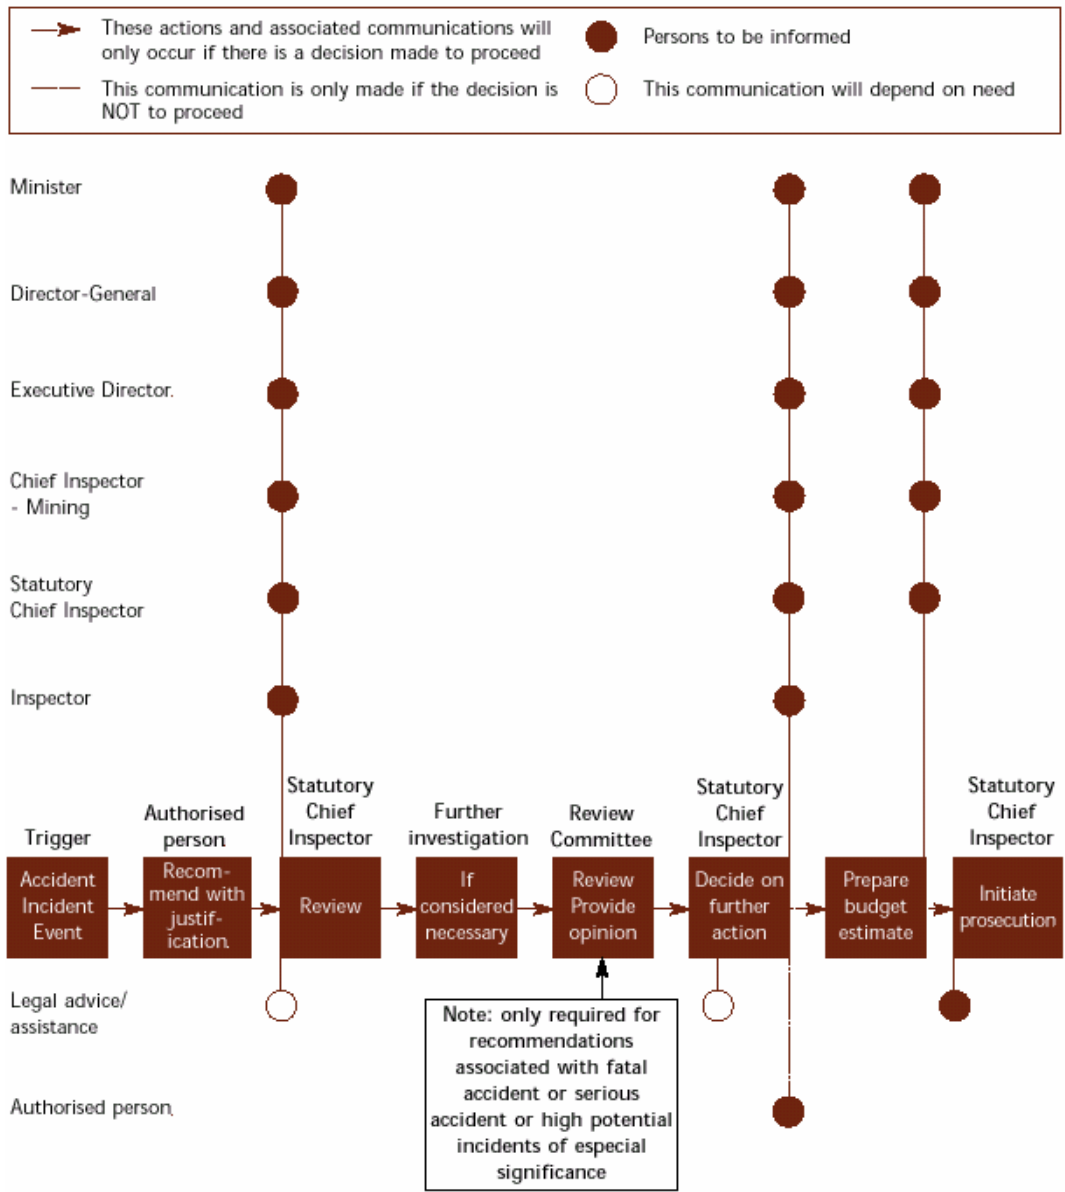 These actions and associated communications will
only occur if there is a decision made to proceed
Persons to be informed
This communication is only made if the decision is
NOT to proceed
This communication will depend on need
Minister
Director-General
Executive Director.
Chief Inspector
- Mining
Statutory
Chief Inspector
Inspector
Trigger
Authorised
person
Statutory
Chief
Inspector
Further
investigation
Review
Committee
Statutory
Chief
Inspector
Statutory
Chief
Inspector
Accident
Incident
Event
Recom-
mend with
justif-
ication.
Review
If
considered
necessary
Review
Provide
opinion
Decide on
further
action
Prepare
budget
estimate
Initiate
prosecution
Legal advice/
assistance
Note: only required for
recommendations
associated with fatal
accident or serious
accident or high potential
incidents of especial
significance
Authorised person.